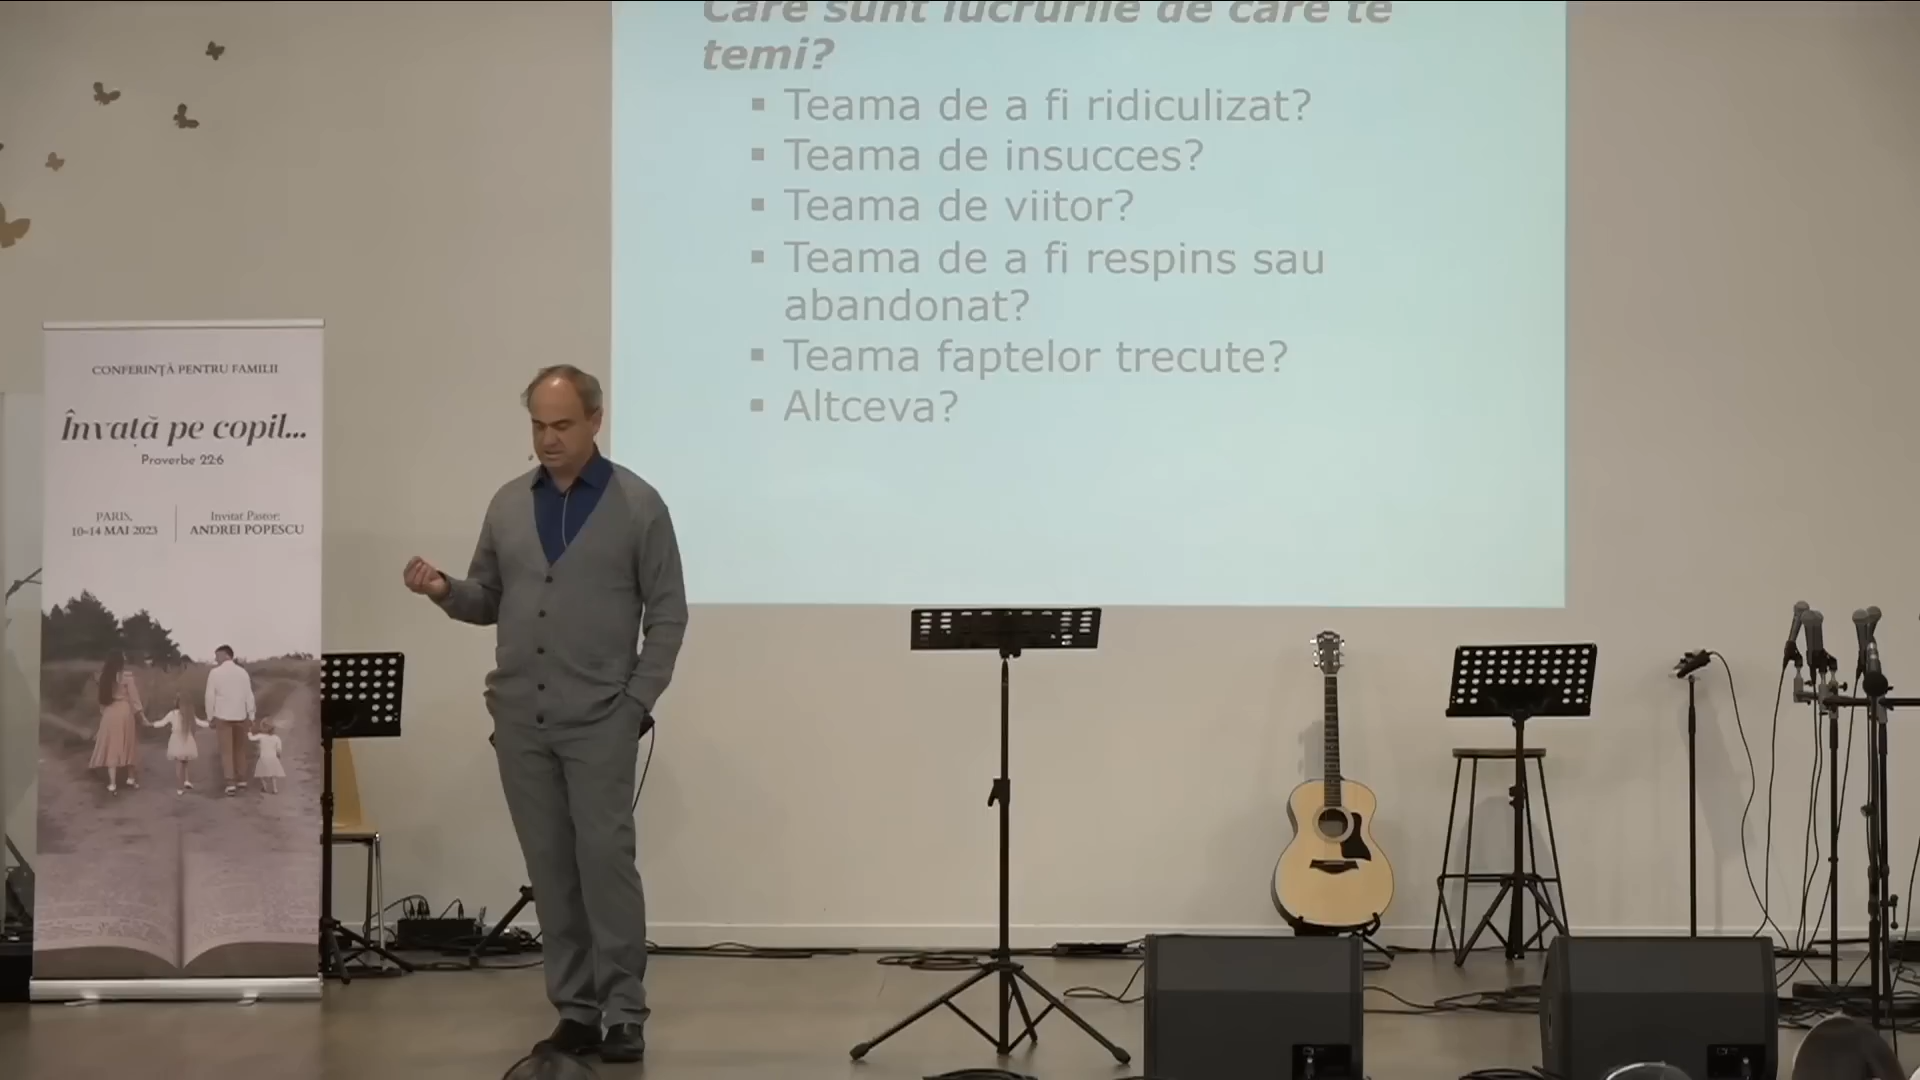 Care sunt lucrurile de care te
temi?
▪ Teama de a fi ridiculizat?
▪ Teama de insucces?
▪ Teama de viitor?
▪ Teama de a fi respins sau
abandonat?
▪ Teama faptelor trecute?
▪ Altceva?
CONFERINȚĂ PENTRU FAMILII
Învață pe copil...
Proverbe 22:6
PARIS,
10-14 MAI 2023
Invitat Pastor:
ANDREI POPESCU